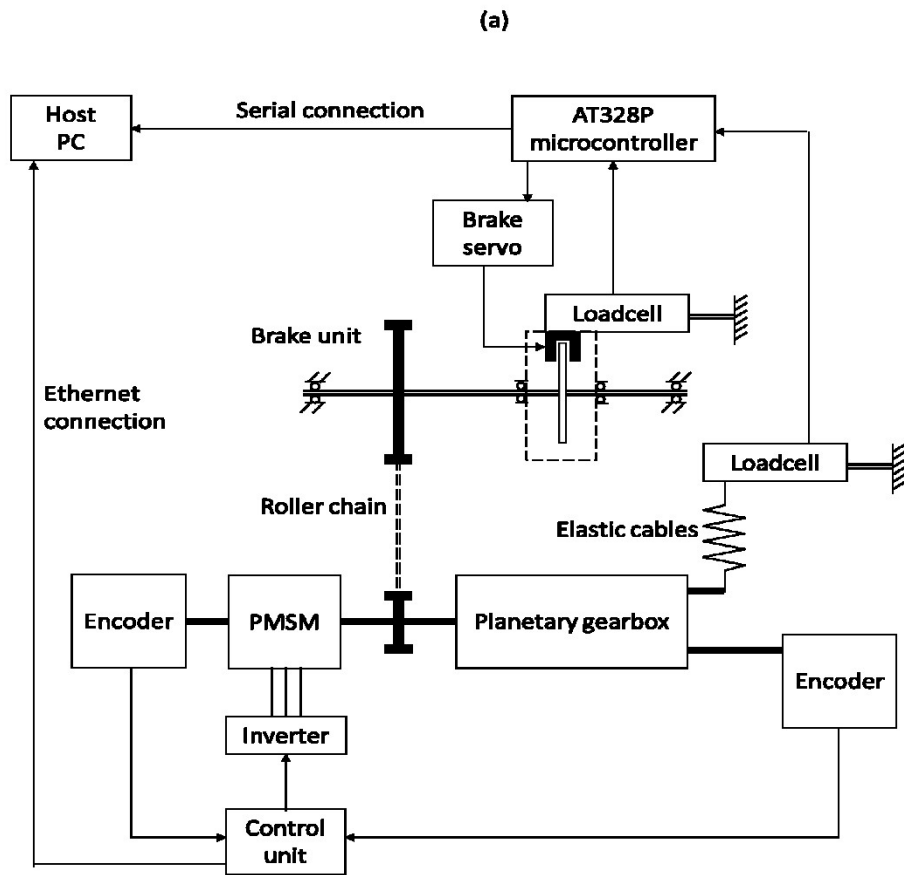 (a)
Host
PC
Serial connection
AT328P
microcontroller
Brake
servo
Loadcell
Brake unit
Ethernet
connection
Loadcell
Roller chain
Elastic cables
Encoder
PMSM
Planetary gearbox
Encoder
Inverter
Control
unit